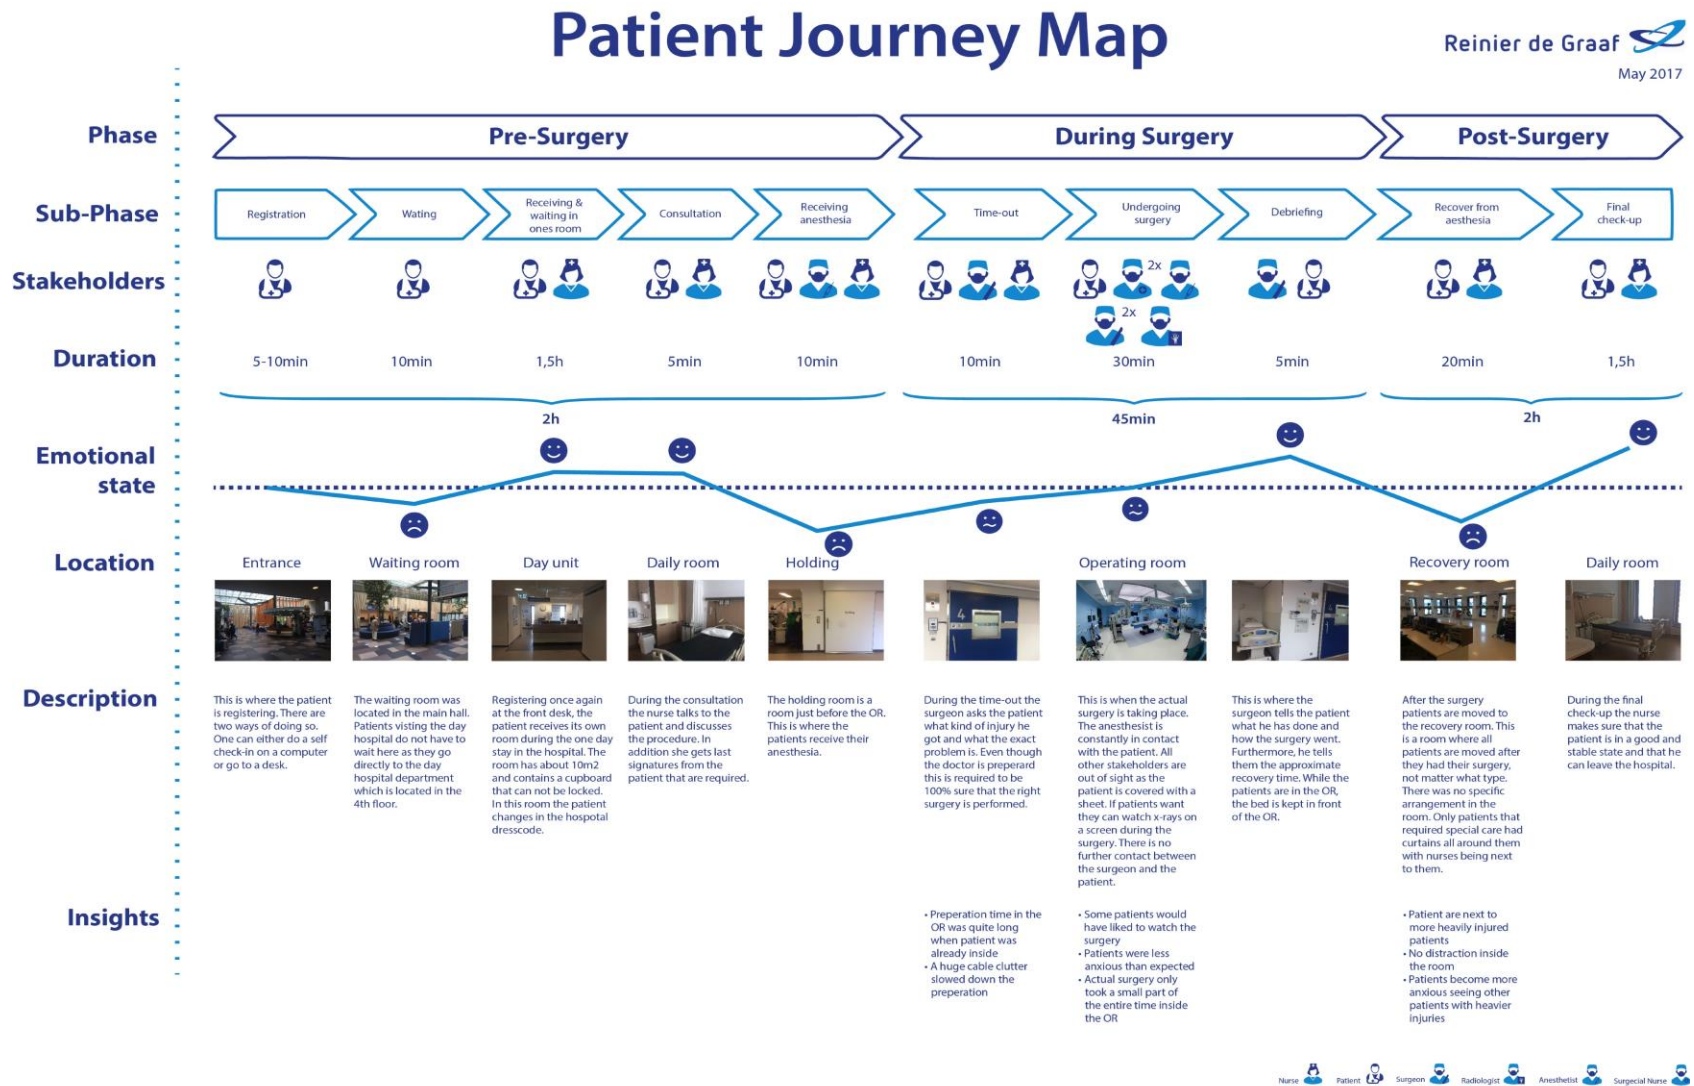 Patient Journey Map
Reinier de Graaf
May 2017
Phase
Pre-Surgery
During Surgery
Post-Surgery
Sub-Phase
Registration
Wating
Receiving &
waiting in
ones room
Consultation
Receiving
anesthesia
Time-out
Undergoing
surgery
Debriefing
Recover from
aesthesia
Final
check-up
Stakeholders
2x
2x
Duration
5-10min
10min
1,5h
5min
10min
10min
30min
5min
20min
1,5h
2h
45min
2h
Emotional
state
Location
Entrance
Waiting room
Day unit
Daily room
Holding
Operating room
Recovery room
Daily room
4
Description
This is where the patient
is registering. There are
two ways of doing so.
One can either do a self
check-in on a computer
or go to a desk.
The waiting room was
located in the main hall.
Patients visting the day
hospital do not have to
wait here as they go
directly to the day
hospital department
which is located in the
4th floor.
Registering once again
at the front desk, the
patient receives its own
room during the one day
stay in the hospital. The
room has about 10m2
and contains a cupboard
that can not be locked.
In this room the patient
changes in the hospotal
dresscode.
During the consultation
the nurse talks to the
patient and discusses
the procedure. In
addition she gets last
signatures from the
patient that are required.
The holding room is a
room just before the OR.
This is where the
patients receive their
anesthesia.
During the time-out the
surgeon asks the patient
what kind of injury he
got and what the exact
problem is. Even though
the doctor is preperard
this is required to be
100% sure that the right
surgery is performed.
This is when the actual
surgery is taking place.
The anesthesist is
constantly in contact
with the patient. All
other stakeholders are
out of sight as the
patient is covered with a
sheet. If patients want
they can watch x-rays on
a screen during the
surgery. There is no
further contact between
the surgeon and the
patient.
This is where the
surgeon tells the patient
what he has done and
how the surgery went.
Furthermore, he tells
them the approximate
recovery time. While the
patients are in the OR,
the bed is kept in front
of the OR.
After the surgery
patients are moved to
the recovery room. This
is a room where all
patients are moved after
they had their surgery,
not matter what type.
There was no specific
arrangement in the
room. Only patients that
required special care had
curtains all around them
with nurses being next
to them.
During the final
check-up the nurse
makes sure that the
patient is in a good and
stable state and that he
can leave the hospital.
Insights
• Preperation time in the
OR was quite long
when patient was
already inside
• A huge cable clutter
slowed down the
preperation
• Some patients would
have liked to watch the
surgery
• Patients were less
anxious than expected
• Actual surgery only
took a small part of
the entire time inside
the OR
• Patient are next to
more heavily injured
patients
• No distraction inside
the room
• Patients become more
anxious seeing other
patients with heavier
injuries
Nurse
Patient
Surgeon
Radiologist
Anesthetist
Surgecial Nurse